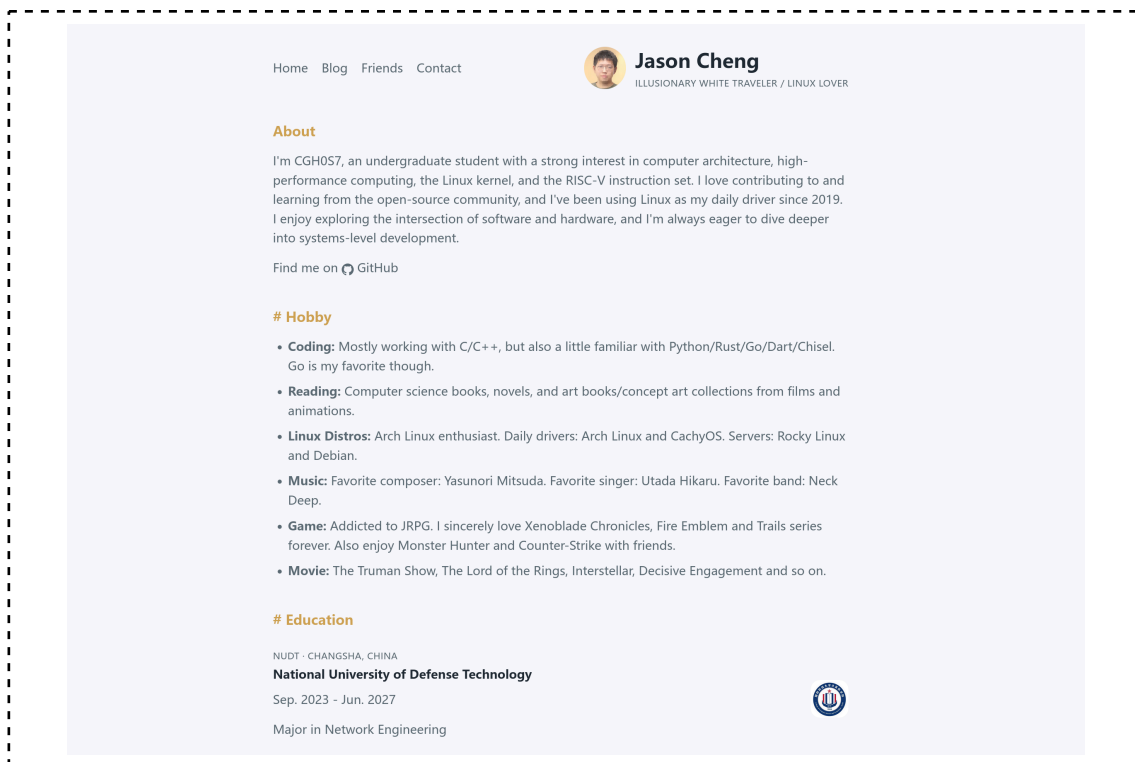 Home Blog Friends Contact
Jason Cheng
ILLUSIONARY WHITE TRAVELER / LINUX LOVER
About
I'm CGH0S7, an undergraduate student with a strong interest in computer architecture, high-
performance computing, the Linux kernel, and the RISC-V instruction set. I love contributing to and
learning from the open-source community, and I've been using Linux as my daily driver since 2019.
I enjoy exploring the intersection of software and hardware, and I'm always eager to dive deeper
into systems-level development.
Find me on GitHub
# Hobby
• Coding: Mostly working with C/C++, but also a little familiar with Python/Rust/Go/Dart/Chisel.
Go is my favorite though.
• Reading: Computer science books, novels, and art books/concept art collections from films and
animations.
• Linux Distros: Arch Linux enthusiast. Daily drivers: Arch Linux and CachyOS. Servers: Rocky Linux
and Debian.
• Music: Favorite composer: Yasunori Mitsuda. Favorite singer: Utada Hikaru. Favorite band: Neck
Deep.
• Game: Addicted to JRPG. I sincerely love Xenoblade Chronicles, Fire Emblem and Trails series
forever. Also enjoy Monster Hunter and Counter-Strike with friends.
• Movie: The Truman Show, The Lord of the Rings, Interstellar, Decisive Engagement and so on.
# Education
NUDT · CHANGSHA, CHINA
National University of Defense Technology
Sep. 2023 - Jun. 2027
Major in Network Engineering